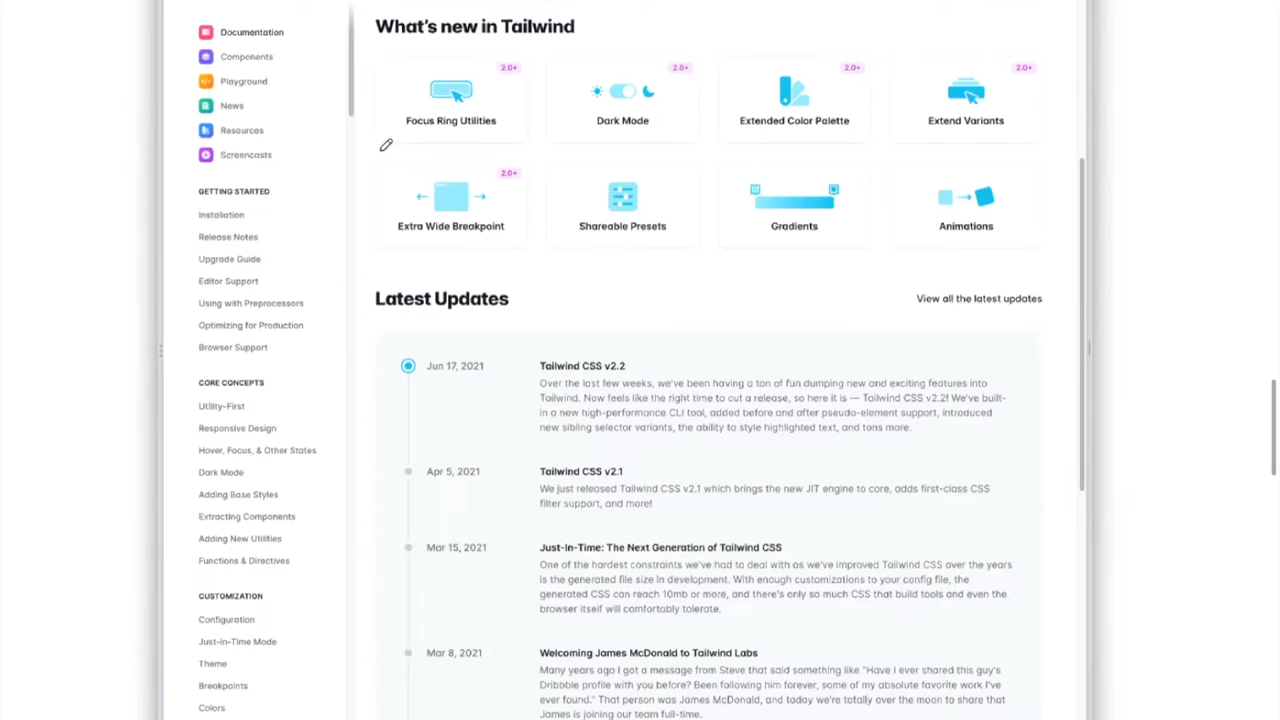 Documentation
Components
Playground
News
Resources
Screencasts
GETTING STARTED
Installation
Release Notes
Upgrade Guide
Editor Support
Using with Preprocessors
Optimizing for Production
Browser Support
CORE CONCEPTS
Utility-First
Responsive Design
Hover, Focus, & Other States
Dark Mode
Adding Base Styles
Extracting Components
Adding New Utilities
Functions & Directives
CUSTOMIZATION
Configuration
Just-in-Time Mode
Theme
Breakpoints
Colors
What's new in Tailwind
2.0+
Focus Ring Utilities
2.0+
Dark Mode
2.0+
Extended Color Palette
2.0+
Extend Variants
2.0+
Extra Wide Breakpoint
Shareable Presets
Gradients
Animations
Latest Updates
View all the latest updates
Jun 17, 2021
Tailwind CSS v2.2
Over the last few weeks, we've been having a ton of fun dumping new and exciting features into
Tailwind. Now feels like the right time to cut a release, so here it is — Tailwind CSS v2.2! We've built-
in a new high-performance CLI tool, added before and after pseudo-element support, introduced
new sibling selector variants, the ability to style highlighted text, and tons more.
Apr 5, 2021
Tailwind CSS v2.1
We just released Tailwind CSS v2.1 which brings the new JIT engine to core, adds first-class CSS
filter support, and more!
Mar 15, 2021
Just-In-Time: The Next Generation of Tailwind CSS
One of the hardest constraints we've had to deal with as we've improved Tailwind CSS over the years
is the generated file size in development. With enough customizations to your config file, the
generated CSS can reach 10mb or more, and there's only so much CSS that build tools and even the
browser itself will comfortably tolerate.
Mar 8, 2021
Welcoming James McDonald to Tailwind Labs
Many years ago I got a message from Steve that said something like "Have I ever shared this guy's
Dribbble profile with you before? Been following him forever, some of my absolute favorite work I've
ever found." That person was James McDonald, and today we're totally over the moon to share that
James is joining our team full-time.